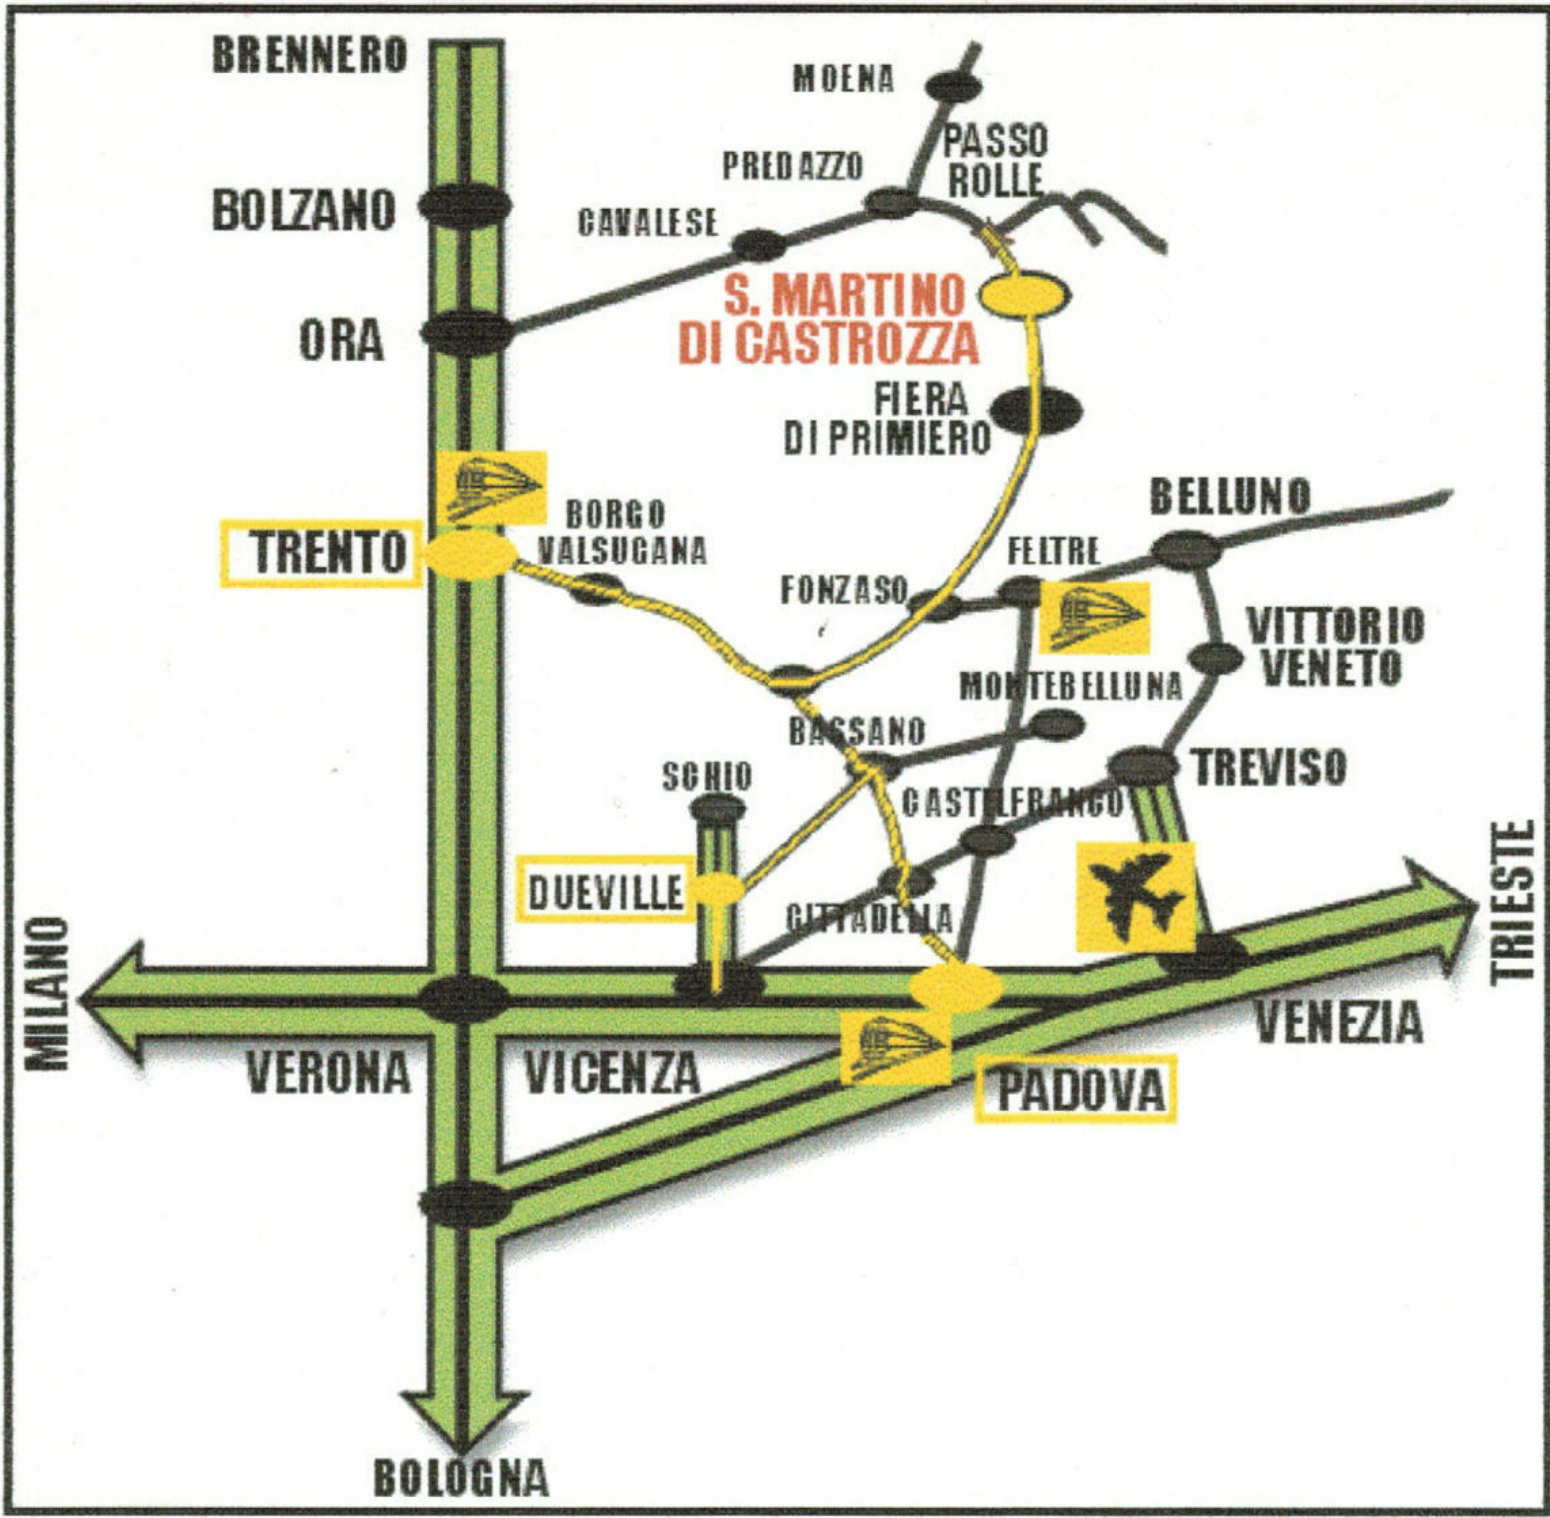 BRENNERO
MOENA
PASSO
ROLLE
PREDAZZO
BOLZANO
CAVALESE
S. MARTINO
DI CASTROZZA
ORA
FIERA
DI PRIMIERO
BELLUNO
BORGO
VALSUGANA
TRENTO
FELTRE
FONZASO
VITTORIO
VENETO
MONTEBELLUNA
BASSANO
SCHIO
TREVISO
CASTELFRANCO
DUEVILLE
CITTADELLA
TRIESTE
MILANO
VENEZIA
VERONA
VICENZA
PADOVA
BOLOGNA